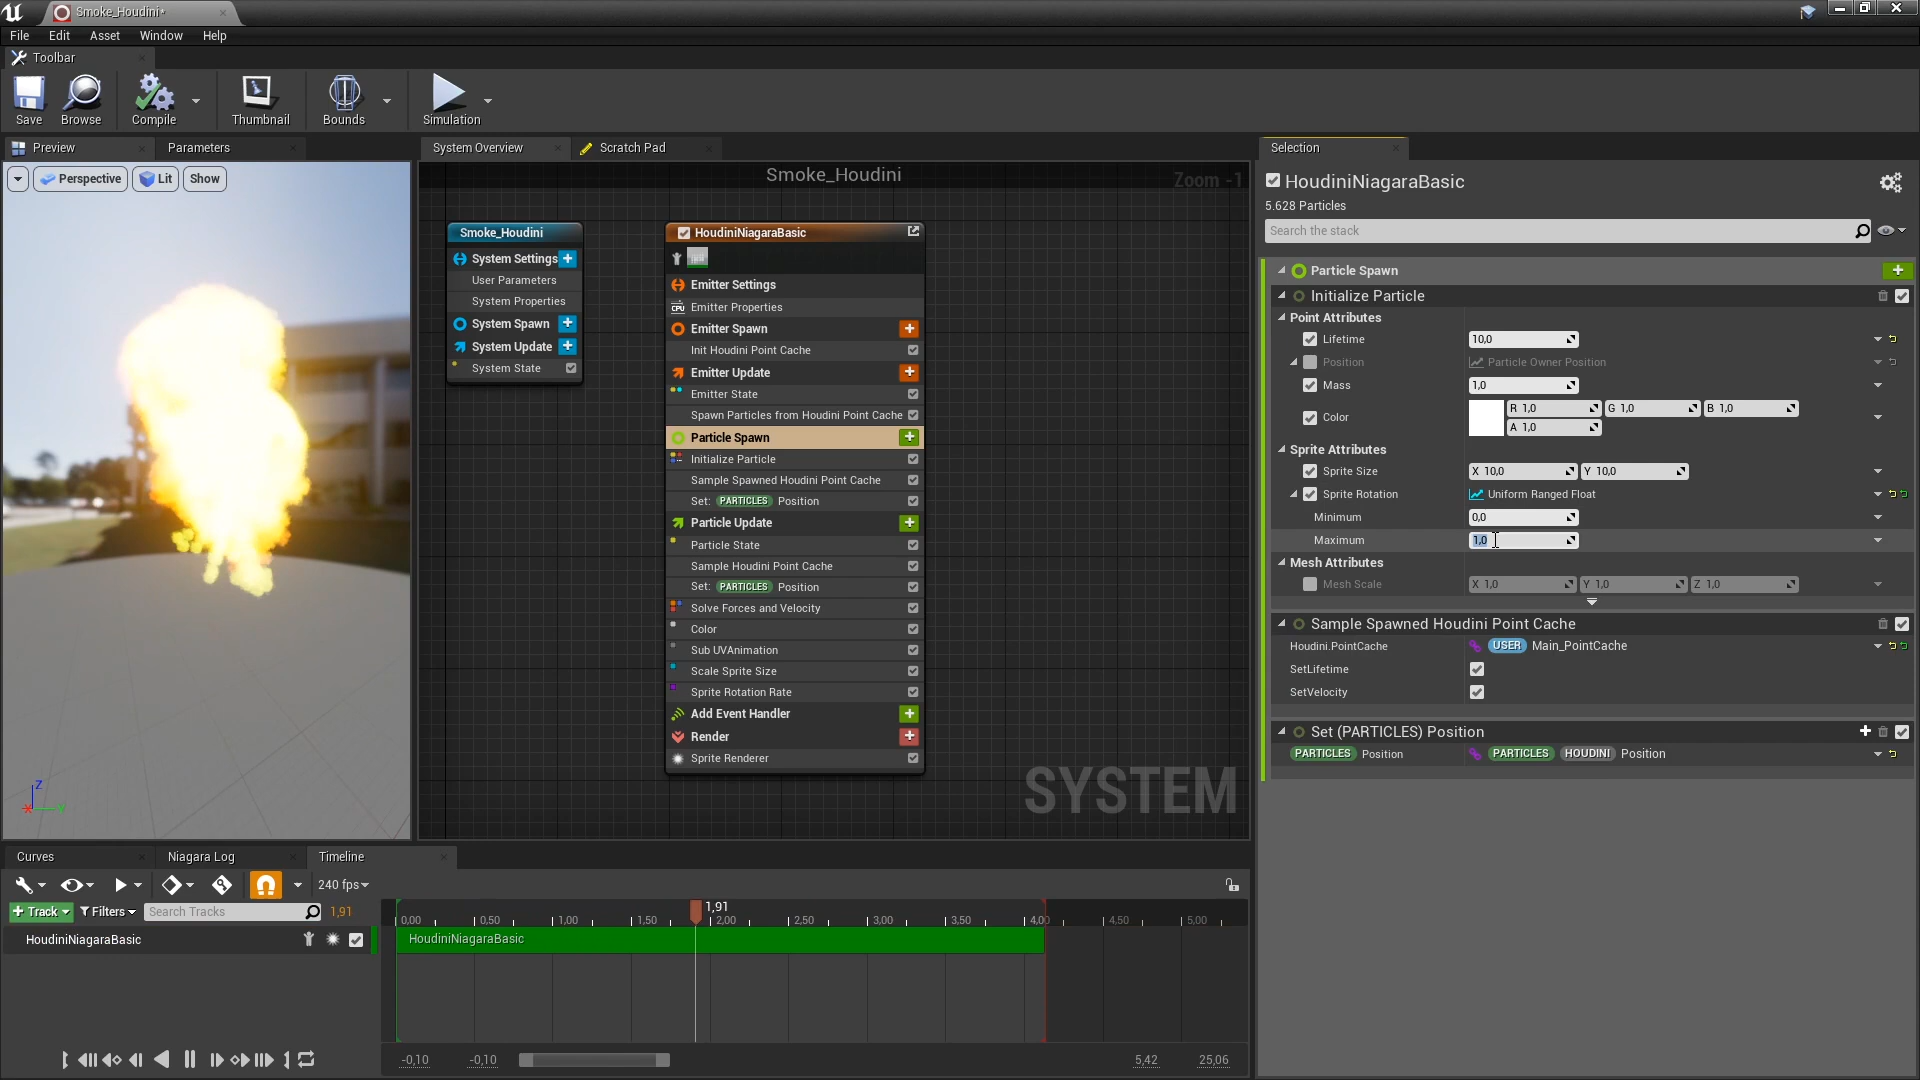 Smoke_Houdini•
File Edit Asset Window Help
Toolbar
Save Browse Compile Thumbnail Bounds Simulation
Preview Parameters
Perspective Lit Show
Z
X Y
System Overview Scratch Pad
Smoke_Houdini
Zoom -1
Smoke_Houdini
System Settings
User Parameters
System Properties
System Spawn
System Update
System State
HoudiniNiagaraBasic
Emitter Settings
CPU Emitter Properties
Emitter Spawn
Init Houdini Point Cache
Emitter Update
Emitter State
Spawn Particles from Houdini Point Cache
Particle Spawn
Initialize Particle
Sample Spawned Houdini Point Cache
Set: PARTICLES Position
Particle Update
Particle State
Sample Houdini Point Cache
Set: PARTICLES Position
Solve Forces and Velocity
Color
Sub UVAnimation
Scale Sprite Size
Sprite Rotation Rate
Add Event Handler
Render
Sprite Renderer
SYSTEM
Selection
HoudiniNiagaraBasic
5.628 Particles
Search the stack
Particle Spawn
Initialize Particle
Point Attributes
Lifetime 10,0
Position Particle Owner Position
Mass 1,0
Color R 1,0 G 1,0 B 1,0
A 1,0
Sprite Attributes
Sprite Size X 10,0 Y 10,0
Sprite Rotation Uniform Ranged Float
Minimum 0,0
Maximum 1,0
Mesh Attributes
Mesh Scale X 1,0 Y 1,0 Z 1,0
Sample Spawned Houdini Point Cache
Houdini.PointCache USER Main_PointCache
SetLifetime
SetVelocity
Set (PARTICLES) Position
PARTICLES Position PARTICLES HOUDINI Position
Curves Niagara Log Timeline
240 fps
+ Track Filters Search Tracks 1,91
1,91
0,00 0,50 1,00 1,50 2,00 2,50 3,00 3,50 4,00 4,50 5,00
HoudiniNiagaraBasic
HoudiniNiagaraBasic
-0,10 -0,10 5,42 25,06